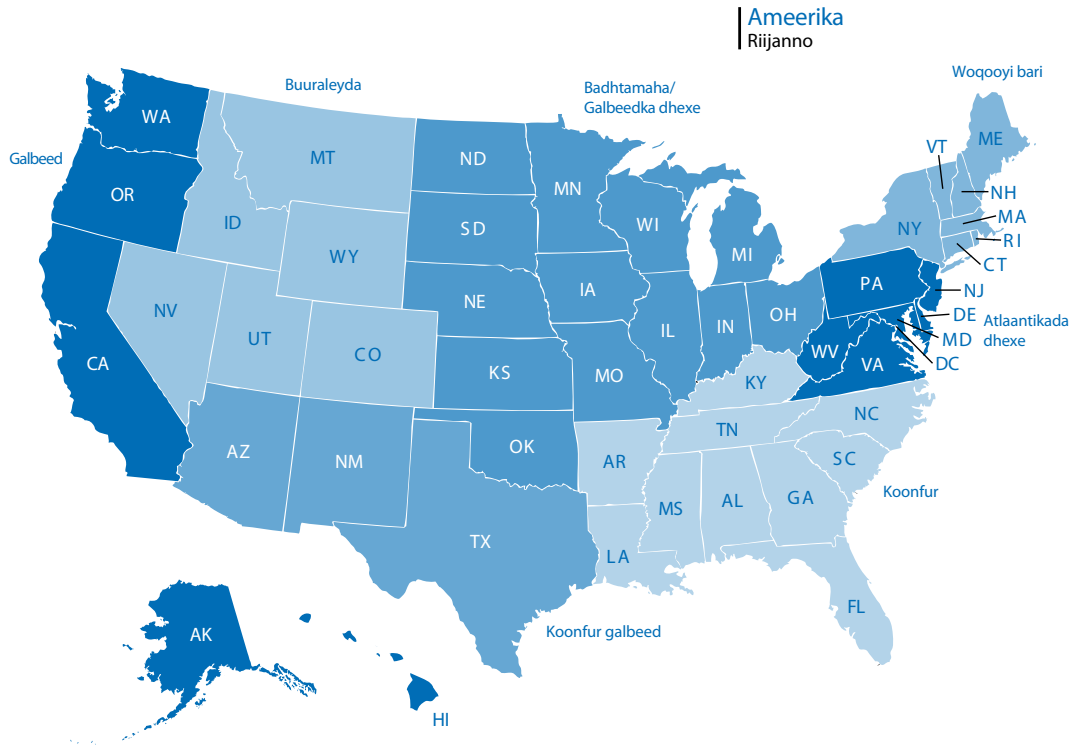 Ameerika
Riijanno
Woqooyi bari
Buuraleyda
Badhtamaha/
Galbeedka dhexe
Galbeed
WA
OR
CA
MT
ID
WY
NV
UT
CO
AZ
NM
TX
ND
SD
NE
KS
OK
MN
IA
MO
WI
IL
MI
IN
OH
KY
TN
AR
LA
MS
AL
GA
FL
SC
NC
VA
WV
PA
NY
VT
ME
NH
MA
RI
CT
NJ
DE
MD
DC
Atlaantikada
dhexe
Koonfur
Koonfur galbeed
AK
HI